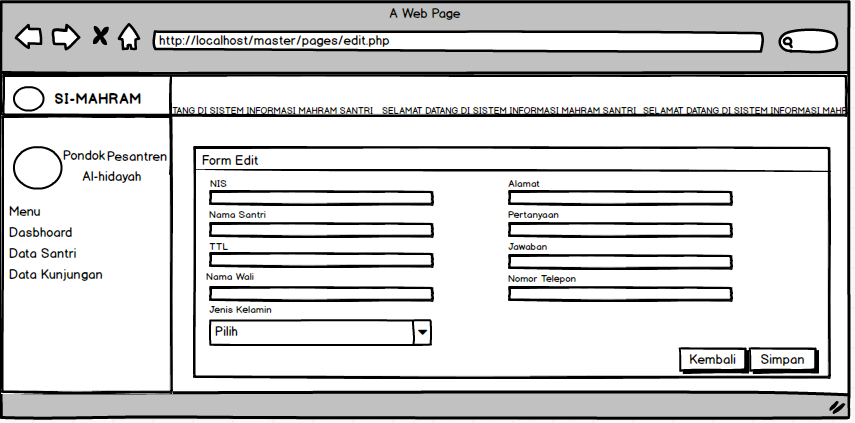 A Web Page
http://localhost/master/pages/edit.php
SI-MAHRAM
TANG DI SISTEM INFORMASI MAHRAM SANTRI SELAMAT DATANG DI SISTEM INFORMASI MAHRAM SANTRI SELAMAT DATANG DI SISTEM INFORMASI MAHR
Pondok Pesantren
Al-hidayah
Menu
Dasbhoard
Data Santri
Data Kunjungan
Form Edit
NIS
Nama Santri
TTL
Nama Wali
Jenis Kelamin
Pilih
Alamat
Pertanyaan
Jawaban
Nomor Telepon
Kembali
Simpan